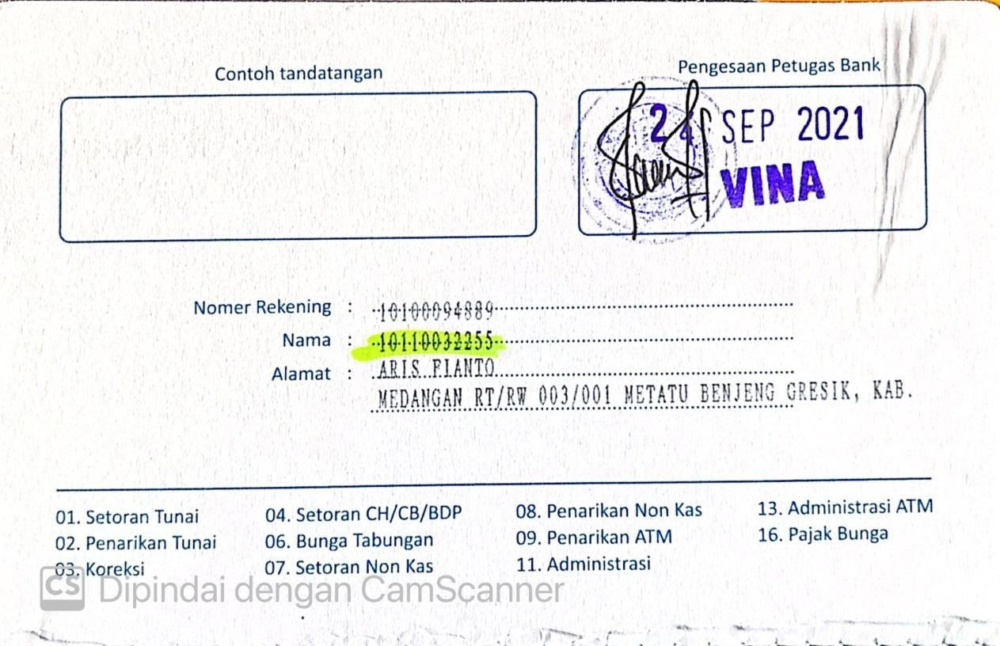 Contoh tandatangan
Pengesaan Petugas Bank
SEP 2021
VINA
Nomer Rekening : 10100094889
Nama : 10110032255
Alamat : ARIS FIANTO
MEDANGAN RT/RW 003/001 METATU BENJENG GRESIK, KAB.
01. Setoran Tunai
02. Penarikan Tunai
03. Koreksi
04. Setoran CH/CB/BDP
06. Bunga Tabungan
07. Setoran Non Kas
08. Penarikan Non Kas
09. Penarikan ATM
11. Administrasi
13. Administrasi ATM
16. Pajak Bunga
CS Dipindai dengan CamScanner